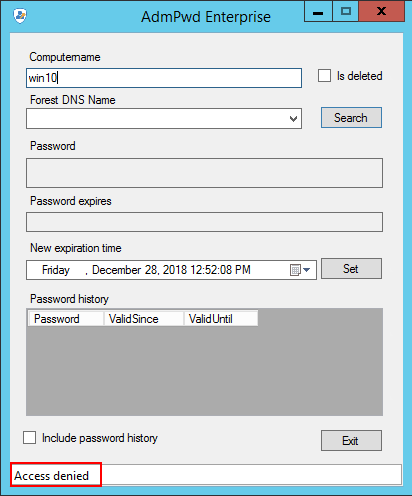 AdmPwd Enterprise
Computername
win10
Is deleted
Forest DNS Name
Search
Password
Password expires
New expiration time
Friday , December 28, 2018 12:52:08 PM
Set
Password history
Password ValidSince ValidUntil
Include password history
Exit
Access denied